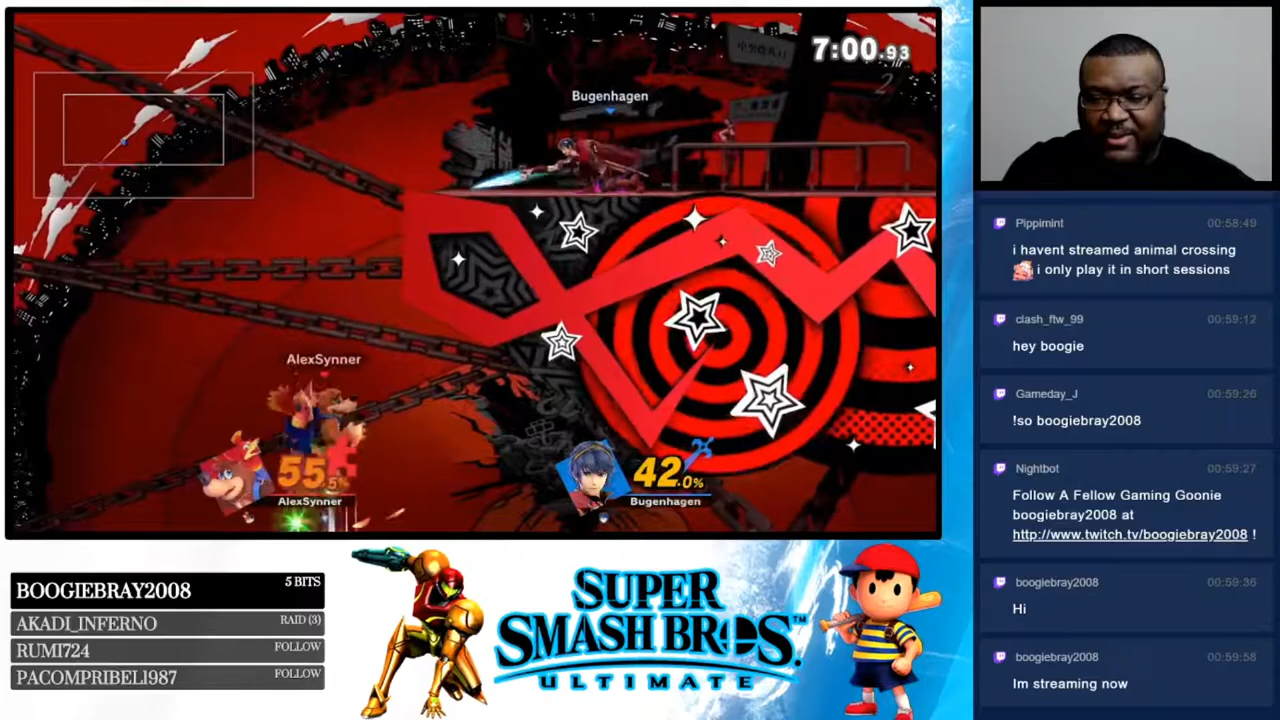 7:00.93
Bugenhagen
AlexSynner
55.5%
AlexSynner
42.0%
Bugenhagen
BOOGIEBRAY2008 5 BITS
AKADI_INFERNO RAID (3)
RUMI724 FOLLOW
PACOMPRIBEL1987 FOLLOW
SUPER
SMASH BROS.™
ULTIMATE
Pippimint 00:58:49
i havent streamed animal crossing
i only play it in short sessions
clash_ftw_99 00:59:12
hey boogie
Gameday_J 00:59:26
!so boogiebray2008
Nightbot 00:59:27
Follow A Fellow Gaming Goonie
boogiebray2008 at
http://www.twitch.tv/boogiebray2008 !
boogiebray2008 00:59:36
Hi
boogiebray2008 00:59:58
Im streaming now